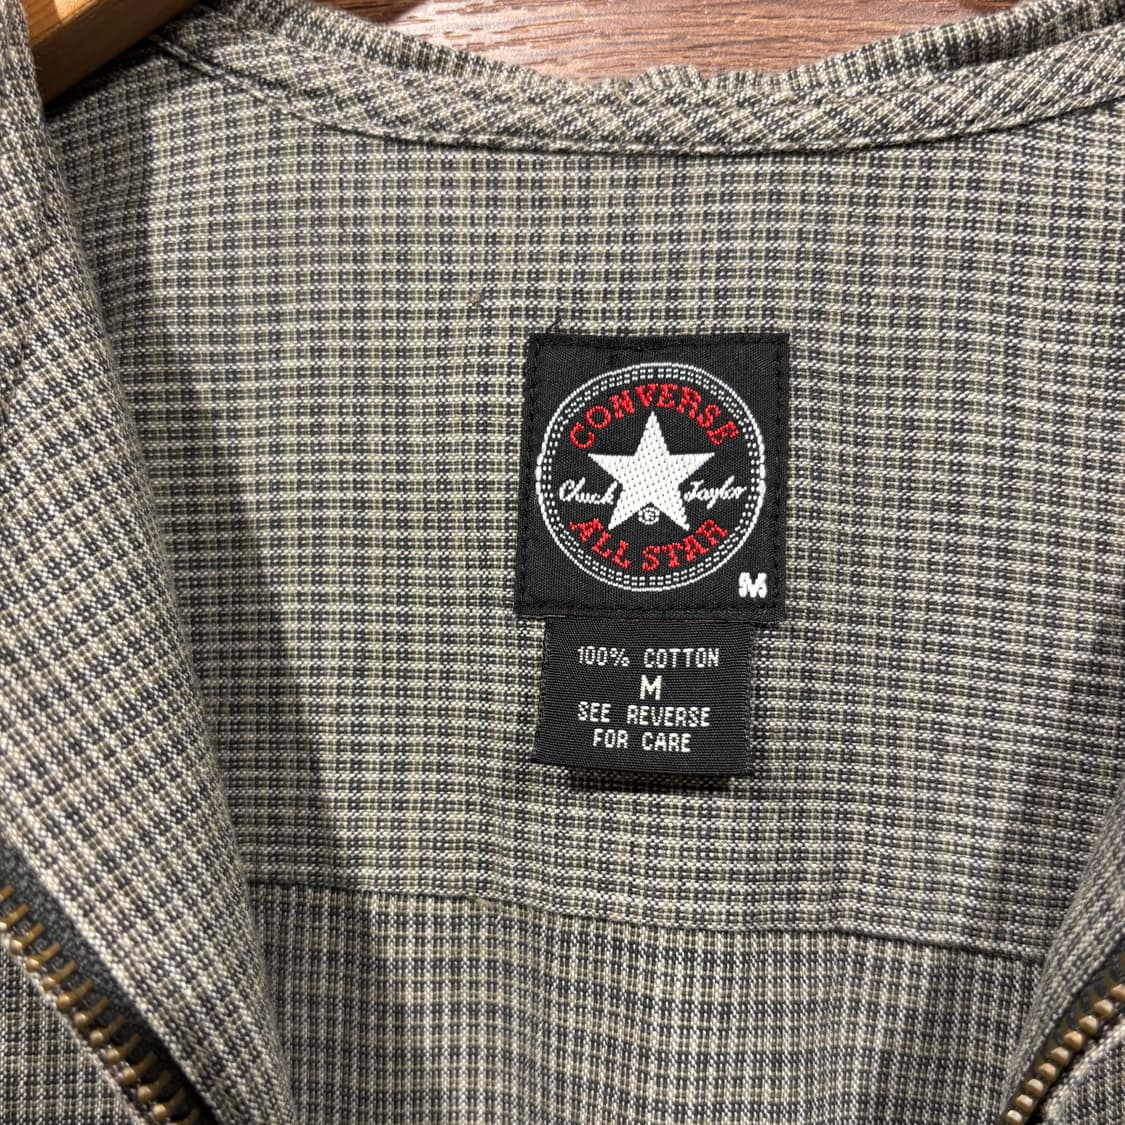 CONVERSE
Chuck Taylor
®
ALL STAR
M
100% COTTON
M
SEE REVERSE
FOR CARE